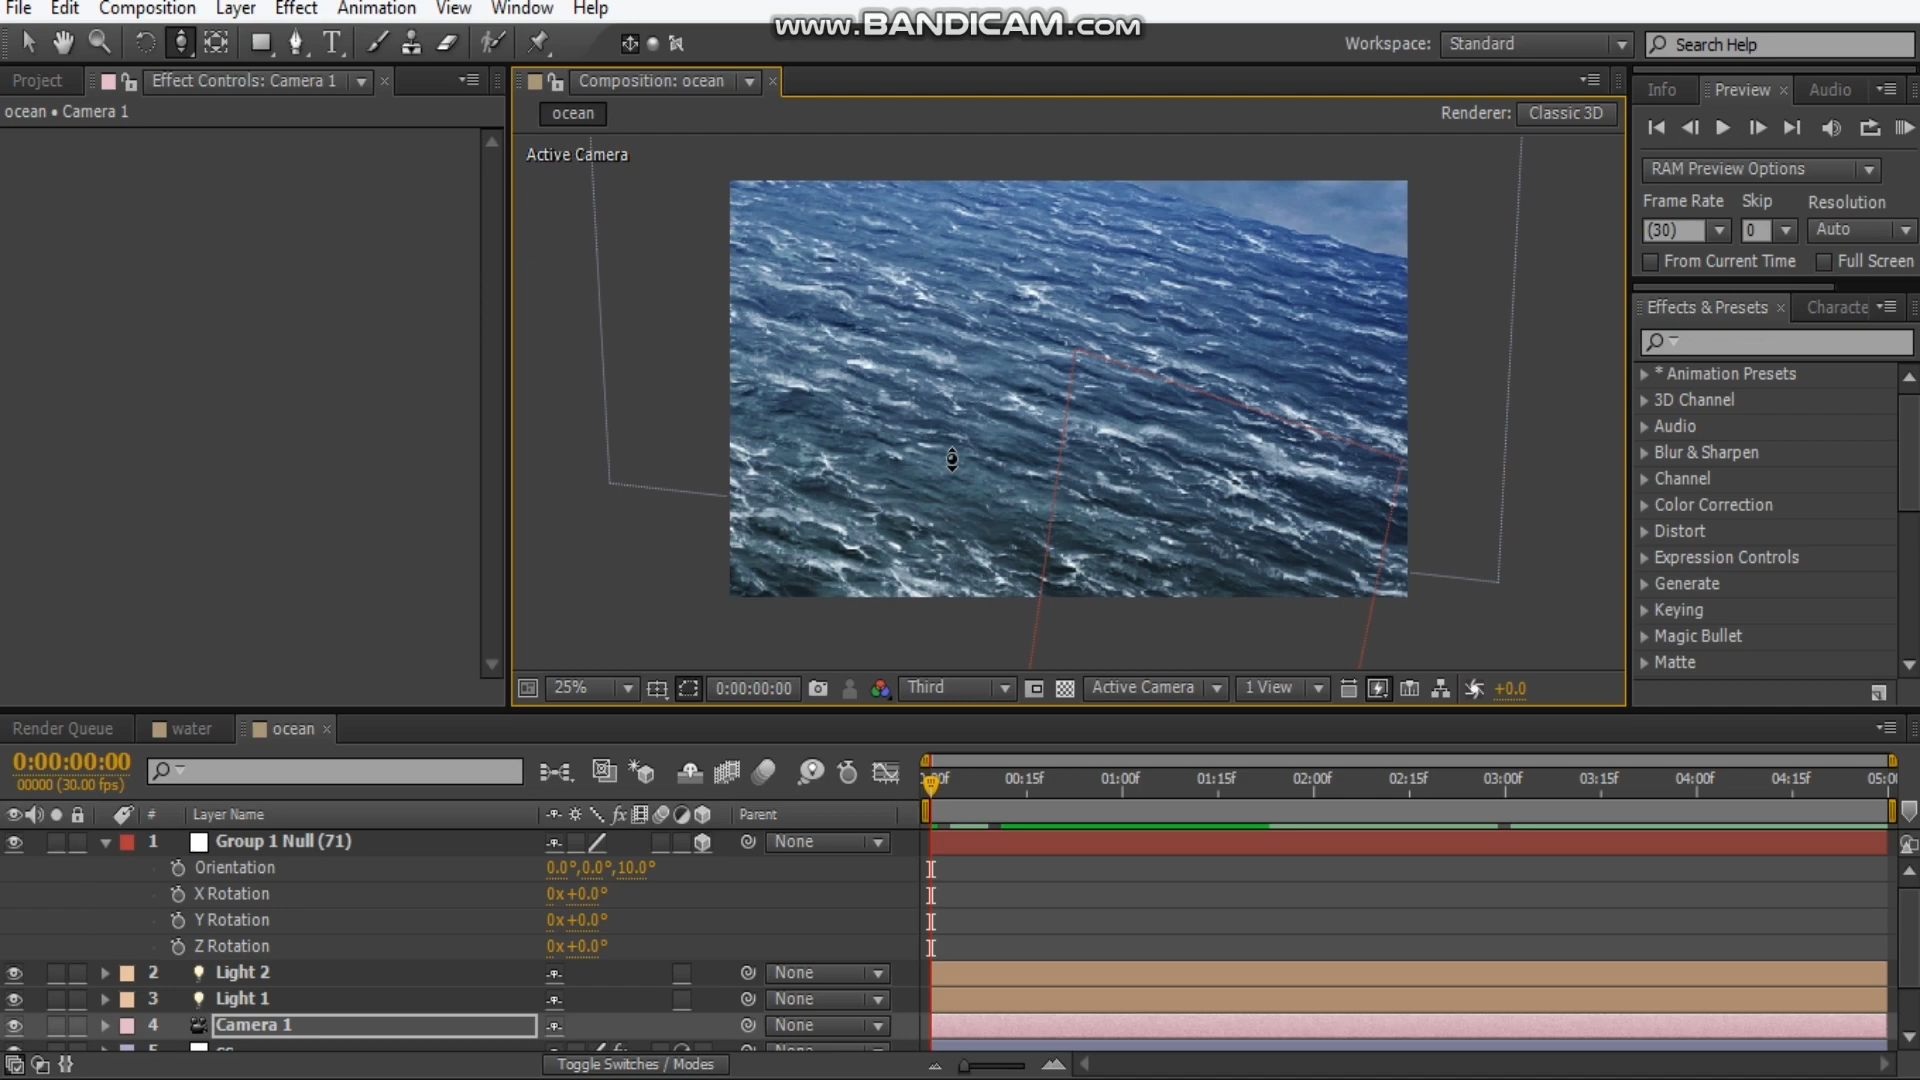 File Edit Composition Layer Effect Animation View Window Help
www.BANDICAM.com
Workspace: Standard
Search Help
Project Effect Controls: Camera 1
ocean • Camera 1
Composition: ocean
ocean
Renderer: Classic 3D
Active Camera
Info Preview Audio
RAM Preview Options
Frame Rate Skip Resolution
(30) 0 Auto
From Current Time Full Screen
Effects & Presets Characte
* Animation Presets
3D Channel
Audio
Blur & Sharpen
Channel
Color Correction
Distort
Expression Controls
Generate
Keying
Magic Bullet
Matte
25% 0:00:00:00 Third Active Camera 1 View +0.0
Render Queue water ocean
0:00:00:00
00000 (30.00 fps)
00f 00:15f 01:00f 01:15f 02:00f 02:15f 03:00f 03:15f 04:00f 04:15f 05:0
# Layer Name fx Parent
1 Group 1 Null (71) None
Orientation 0.0°,0.0°,10.0°
X Rotation 0x+0.0°
Y Rotation 0x+0.0°
Z Rotation 0x+0.0°
2 Light 2 None
3 Light 1 None
4 Camera 1 None
Toggle Switches / Modes